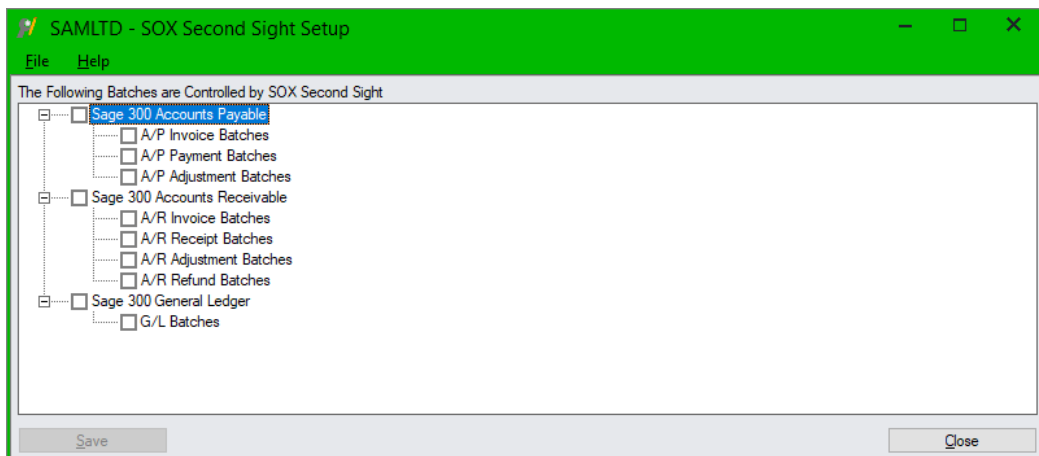 SAMLTD - SOX Second Sight Setup
File Help
The Following Batches are Controlled by SOX Second Sight
Sage 300 Accounts Payable
A/P Invoice Batches
A/P Payment Batches
A/P Adjustment Batches
Sage 300 Accounts Receivable
A/R Invoice Batches
A/R Receipt Batches
A/R Adjustment Batches
A/R Refund Batches
Sage 300 General Ledger
G/L Batches
Save Close